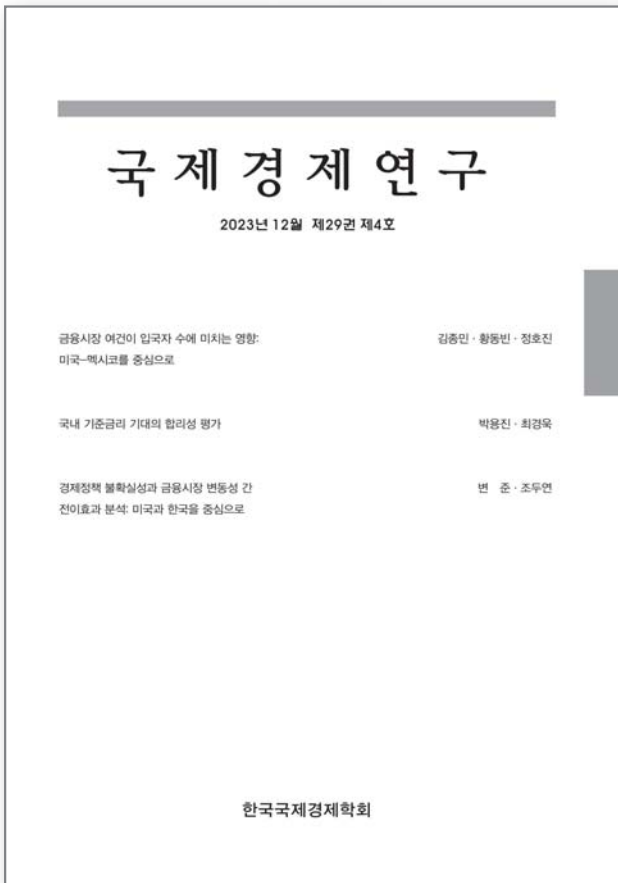 국제경제연구
2023년 12월 제29권 제4호
금융시장 여건이 입국자 수에 미치는 영향: 김종민 · 황동빈 · 정호진
미국-멕시코를 중심으로
국내 기준금리 기대의 합리성 평가 박용진 · 최경욱
경제정책 불확실성과 금융시장 변동성 간 변 준 · 조두연
전이효과 분석: 미국과 한국을 중심으로
한국국제경제학회